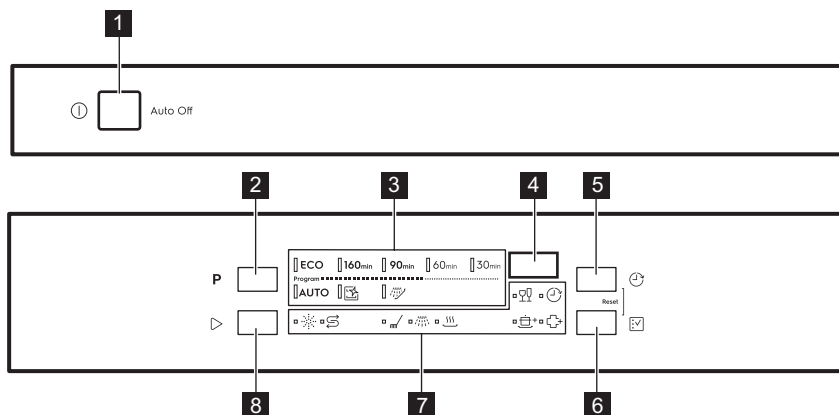 1
Auto Off
2 3 4 5
P
ECO 160min 90min 60min 30min
Program
AUTO
Reset
8 7 6